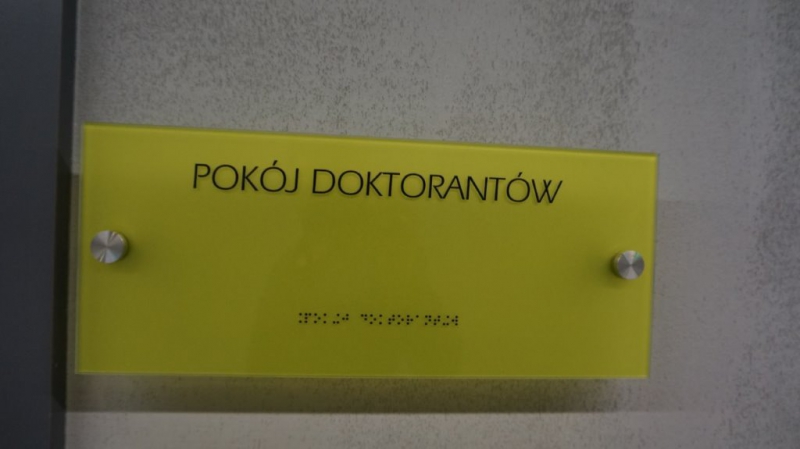 POKÓJ DOKTORANTÓW
⠨⠏⠕⠅⠬⠚ ⠙⠕⠅⠞⠕⠗⠁⠝⠞⠬⠺